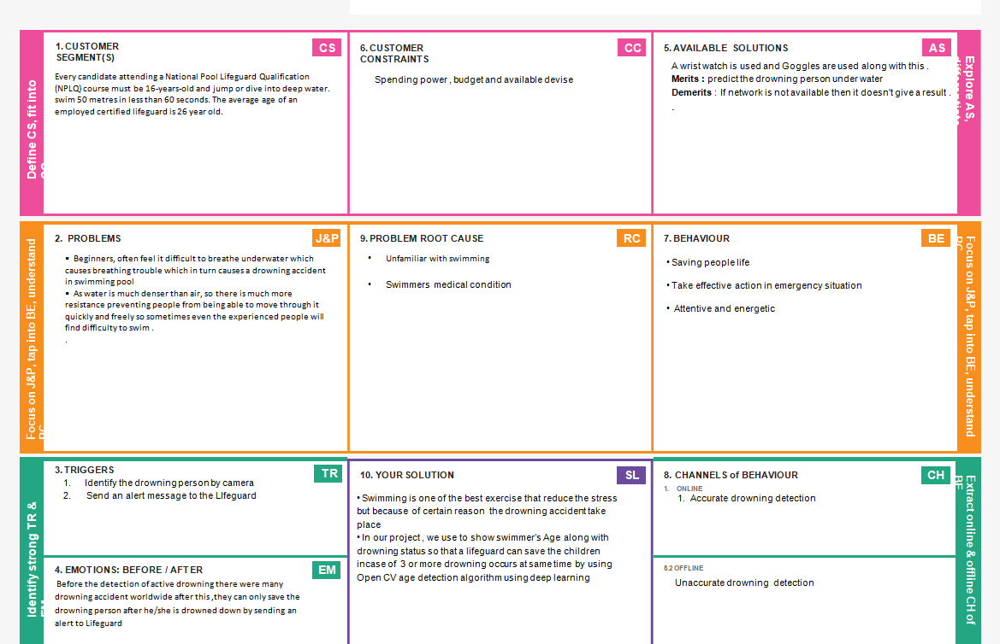 Define CS, fit into
1. CUSTOMER
SEGMENT(S)
CS
Every candidate attending a National Pool Lifeguard Qualification
(NPLQ) course must be 16-years-old and jump or dive into deep water.
swim 50 metres in less than 60 seconds. The average age of an
employed certified lifeguard is 26 year old.
6. CUSTOMER
CONSTRAINTS
CC
Spending power , budget and available devise
5. AVAILABLE SOLUTIONS
AS
A wrist watch is used and Goggles are used along with this .
Merits : predict the drowning person under water
Demerits : If network is not available then it doesn't give a result .
.
Explore AS,
Focus on J&P, tap into BE, understand
RC
2. PROBLEMS
J&P
▪ Beginners, often feel it difficult to breathe underwater which
causes breathing trouble which in turn causes a drowning accident
in swimming pool
▪ As water is much denser than air, so there is much more
resistance preventing people from being able to move through it
quickly and freely so sometimes even the experienced people will
find difficulty to swim .
.
9. PROBLEM ROOT CAUSE
RC
• Unfamiliar with swimming
• Swimmers medical condition
7. BEHAVIOUR
BE
• Saving people life
• Take effective action in emergency situation
• Attentive and energetic
Focus on J&P, tap into BE, understand
RC
Identify strong TR &
EM
3. TRIGGERS
TR
1. Identify the drowning person by camera
2. Send an alert message to the LIfeguard
4. EMOTIONS: BEFORE / AFTER
EM
Before the detection of active drowning there were many
drowning accident worldwide after this ,they can only save the
drowning person after he/she is drowned down by sending an
alert to Lifeguard
10. YOUR SOLUTION
SL
• Swimming is one of the best exercise that reduce the stress
but because of certain reason the drowning accident take
place
• In our project , we use to show swimmer's Age along with
drowning status so that a lifeguard can save the children
incase of 3 or more drowning occurs at same time by using
Open CV age detection algorithm using deep learning
8. CHANNELS of BEHAVIOUR
CH
1. ONLINE
1. Accurate drowning detection
8.2 OFFLINE
Unaccurate drowning detection
Extract online & offline CH of
BE